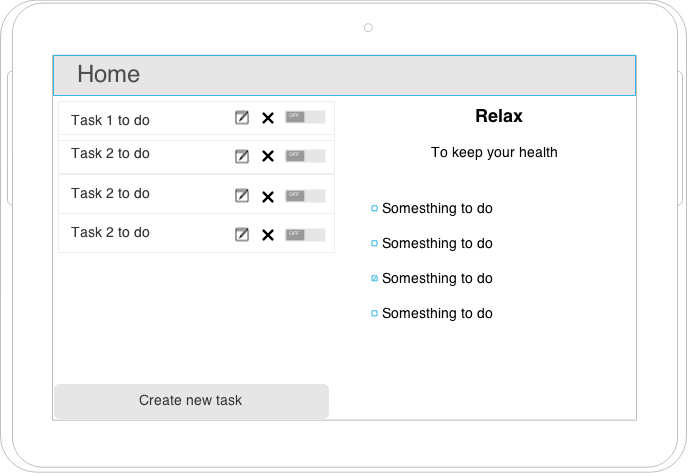 Home
Task 1 to do
OFF
Task 2 to do
OFF
Task 2 to do
OFF
Task 2 to do
OFF
Create new task
Relax
To keep your health
Somesthing to do
Somesthing to do
Somesthing to do
Somesthing to do